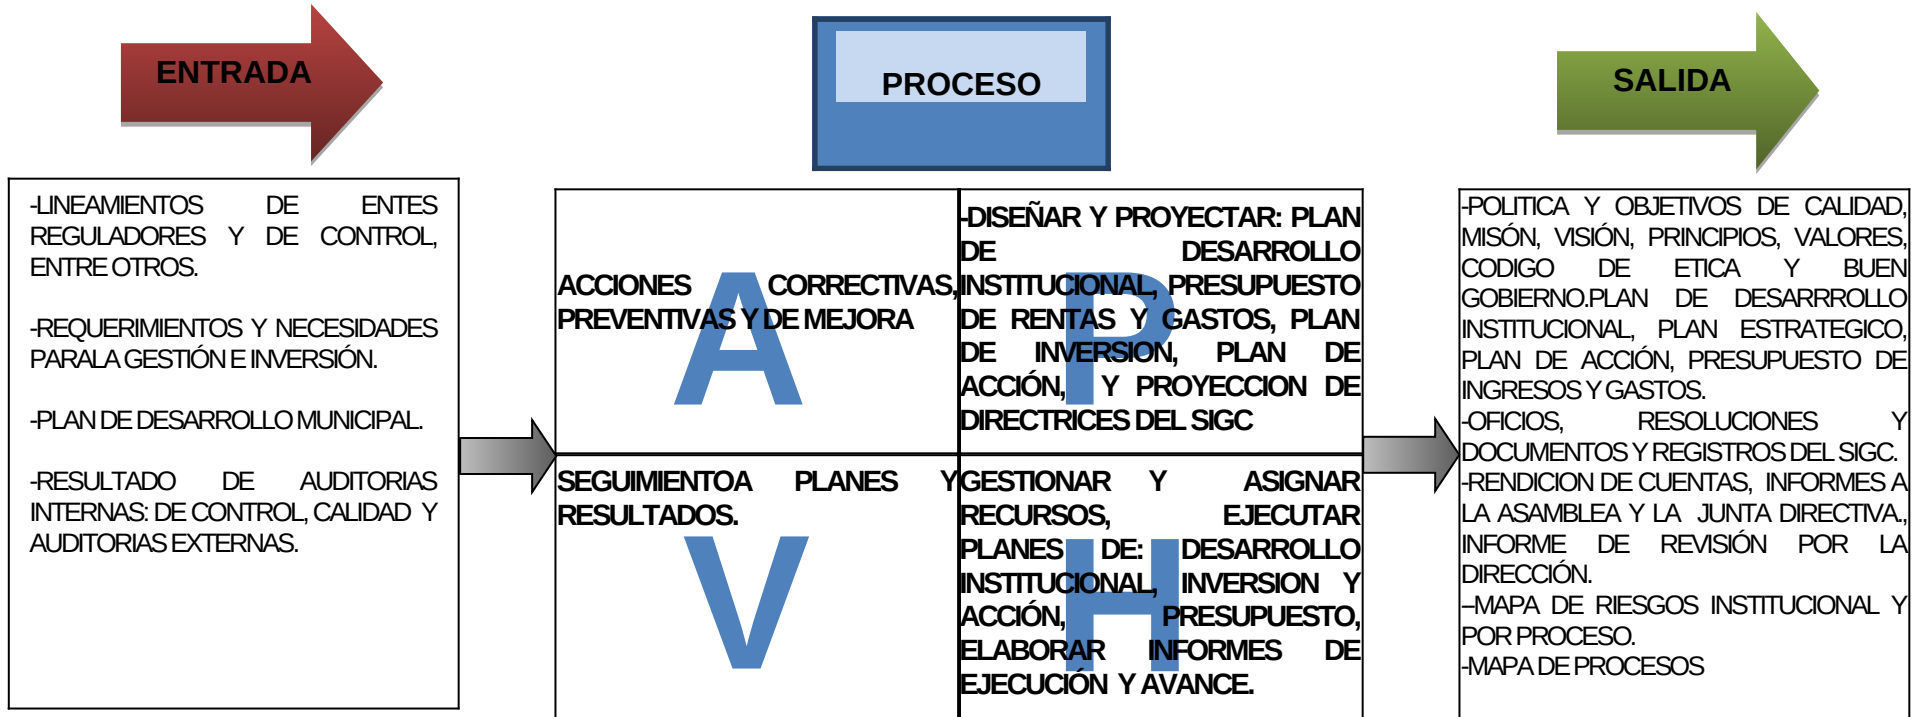 ENTRADA
PROCESO
SALIDA
-LINEAMIENTOS DE ENTES
REGULADORES Y DE CONTROL,
ENTRE OTROS.
-REQUERIMIENTOS Y NECESIDADES
PARALA GESTIÓN E INVERSIÓN.
-PLAN DE DESARROLLO MUNICIPAL.
-RESULTADO DE AUDITORIAS
INTERNAS: DE CONTROL, CALIDAD Y
AUDITORIAS EXTERNAS.
A
ACCIONES CORRECTIVAS,
PREVENTIVAS Y DE MEJORA
P
-DISEÑAR Y PROYECTAR: PLAN
DE DESARROLLO
INSTITUCIONAL, PRESUPUESTO
DE RENTAS Y GASTOS, PLAN
DE INVERSION, PLAN DE
ACCIÓN, Y PROYECCION DE
DIRECTRICES DEL SIGC
V
SEGUIMIENTOA PLANES Y
RESULTADOS.
H
GESTIONAR Y ASIGNAR
RECURSOS, EJECUTAR
PLANES DE: DESARROLLO
INSTITUCIONAL, INVERSION Y
ACCIÓN, PRESUPUESTO,
ELABORAR INFORMES DE
EJECUCIÓN Y AVANCE.
-POLITICA Y OBJETIVOS DE CALIDAD,
MISÓN, VISIÓN, PRINCIPIOS, VALORES,
CODIGO DE ETICA Y BUEN
GOBIERNO.PLAN DE DESARRROLLO
INSTITUCIONAL, PLAN ESTRATEGICO,
PLAN DE ACCIÓN, PRESUPUESTO DE
INGRESOS Y GASTOS.
-OFICIOS, RESOLUCIONES Y
DOCUMENTOS Y REGISTROS DEL SIGC.
-RENDICION DE CUENTAS, INFORMES A
LA ASAMBLEA Y LA JUNTA DIRECTIVA.,
INFORME DE REVISIÓN POR LA
DIRECCIÓN.
–MAPA DE RIESGOS INSTITUCIONAL Y
POR PROCESO.
-MAPA DE PROCESOS